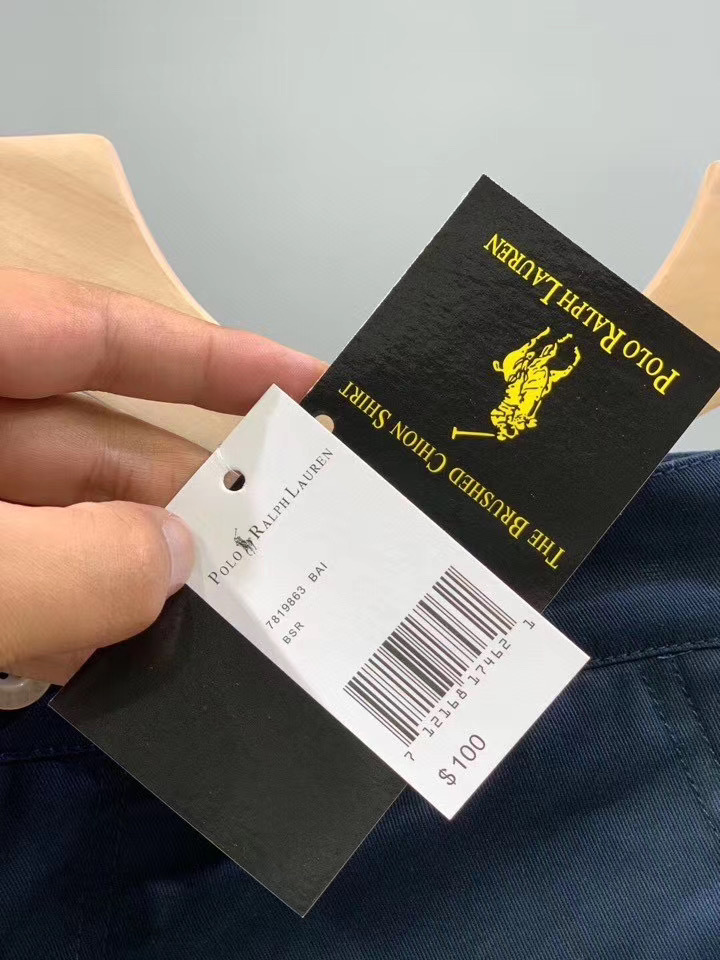 POLO RALPH LAUREN
THE BRUSHED CHION SHIRT
POLO RALPH LAUREN
7819863 BAI
BSR
7 12168 17462 1
$100